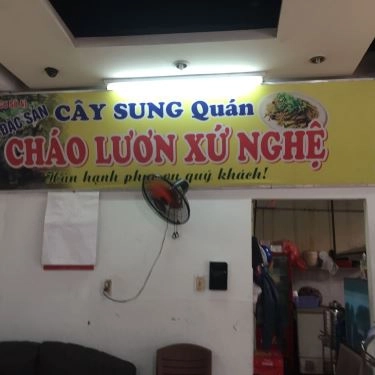 ĐẶC SẢN CÂY SUNG Quán
CHÁO LƯƠN XỨ NGHỆ
Hân hạnh phục vụ quý khách!